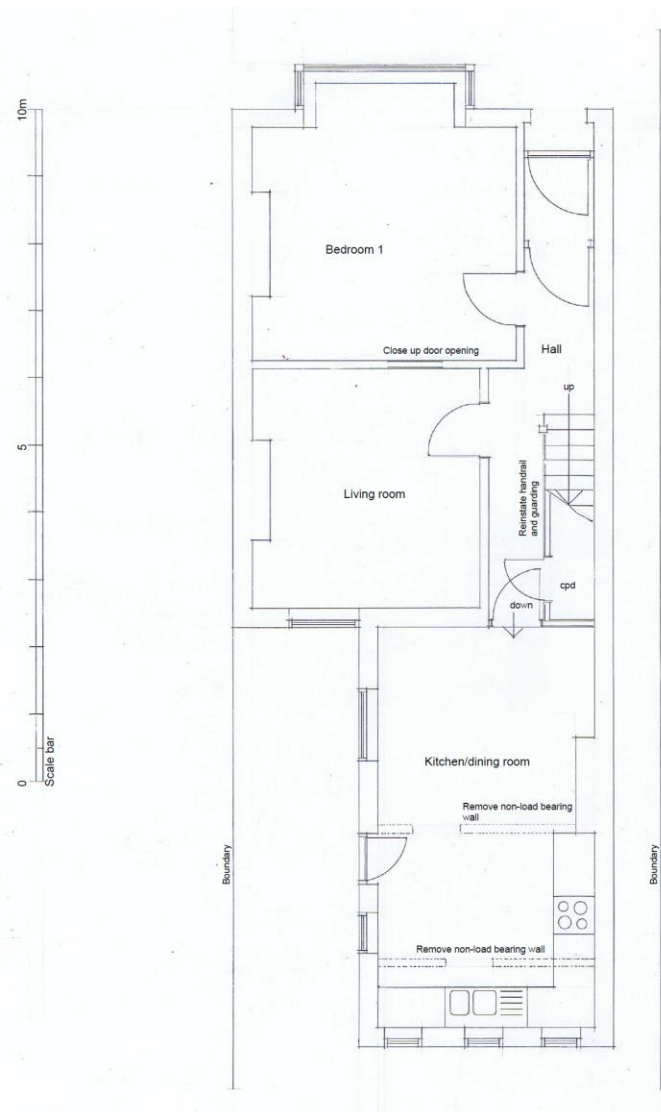 10m
5
0
Scale bar
Bedroom 1
Close up door opening
Hall
up
Living room
Reinstate handrail
and guarding
cpd
down
Kitchen/dining room
Remove non-load bearing
wall
Remove non-load bearing wall
Boundary
Boundary